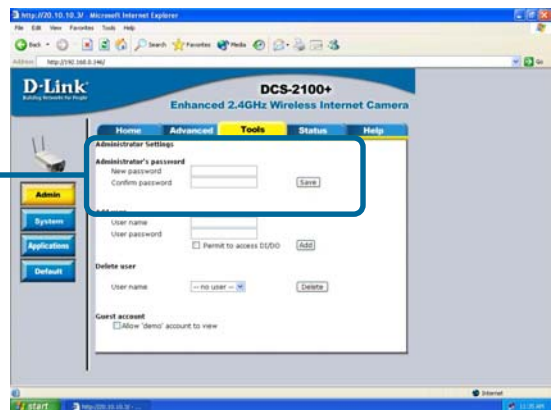 http://20.10.10.3/ - Microsoft Internet Explorer
File Edit View Favorites Tools Help
Back Search Favorites Media
Address http://192.168.0.146/ Go
D-Link
Building Networks for People
DCS-2100+
Enhanced 2.4GHz Wireless Internet Camera
Home Advanced Tools Status Help
Administrator Settings
Administrator's password
New password
Confirm password Save
Admin
System
Applications
Default
Add user
User name
User password
Permit to access DI/DO Add
Delete user
User name -- no user -- Delete
Guest account
Allow 'demo' account to view
Internet
start http://20.10.10.3/ - ... 11:35 AM